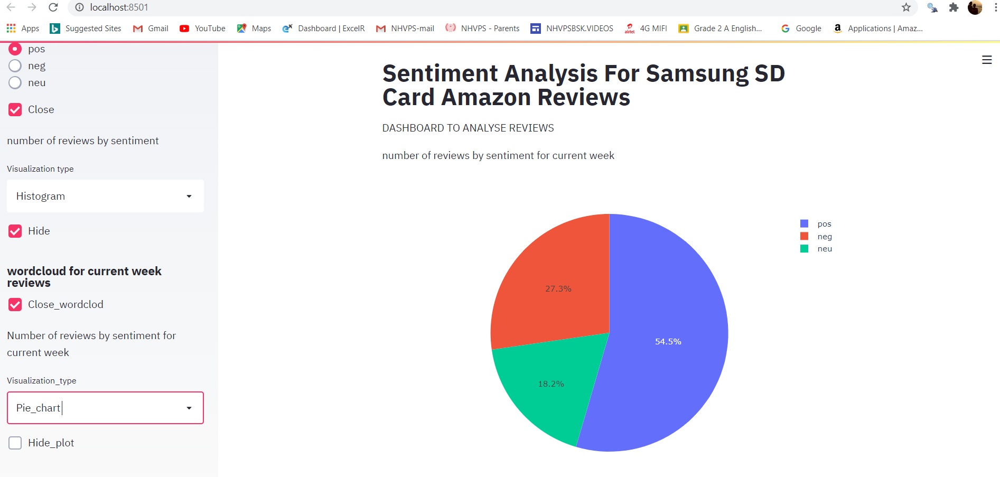 localhost:8501
Apps Suggested Sites Gmail YouTube Maps Dashboard | ExcelR NHVPS-mail NHVPS - Parents NHVPSBSK.VIDEOS airtel 4G MIFI Grade 2 A English... Google Applications | Amaz...
pos
neg
neu
Close
number of reviews by sentiment
Visualization type
Histogram
Hide
wordcloud for current week
reviews
Close_wordclod
Number of reviews by sentiment for
current week
Visualization_type
Pie_chart
Hide_plot
Sentiment Analysis For Samsung SD
Card Amazon Reviews
DASHBOARD TO ANALYSE REVIEWS
number of reviews by sentiment for current week
27.3%
54.5%
18.2%
pos
neg
neu